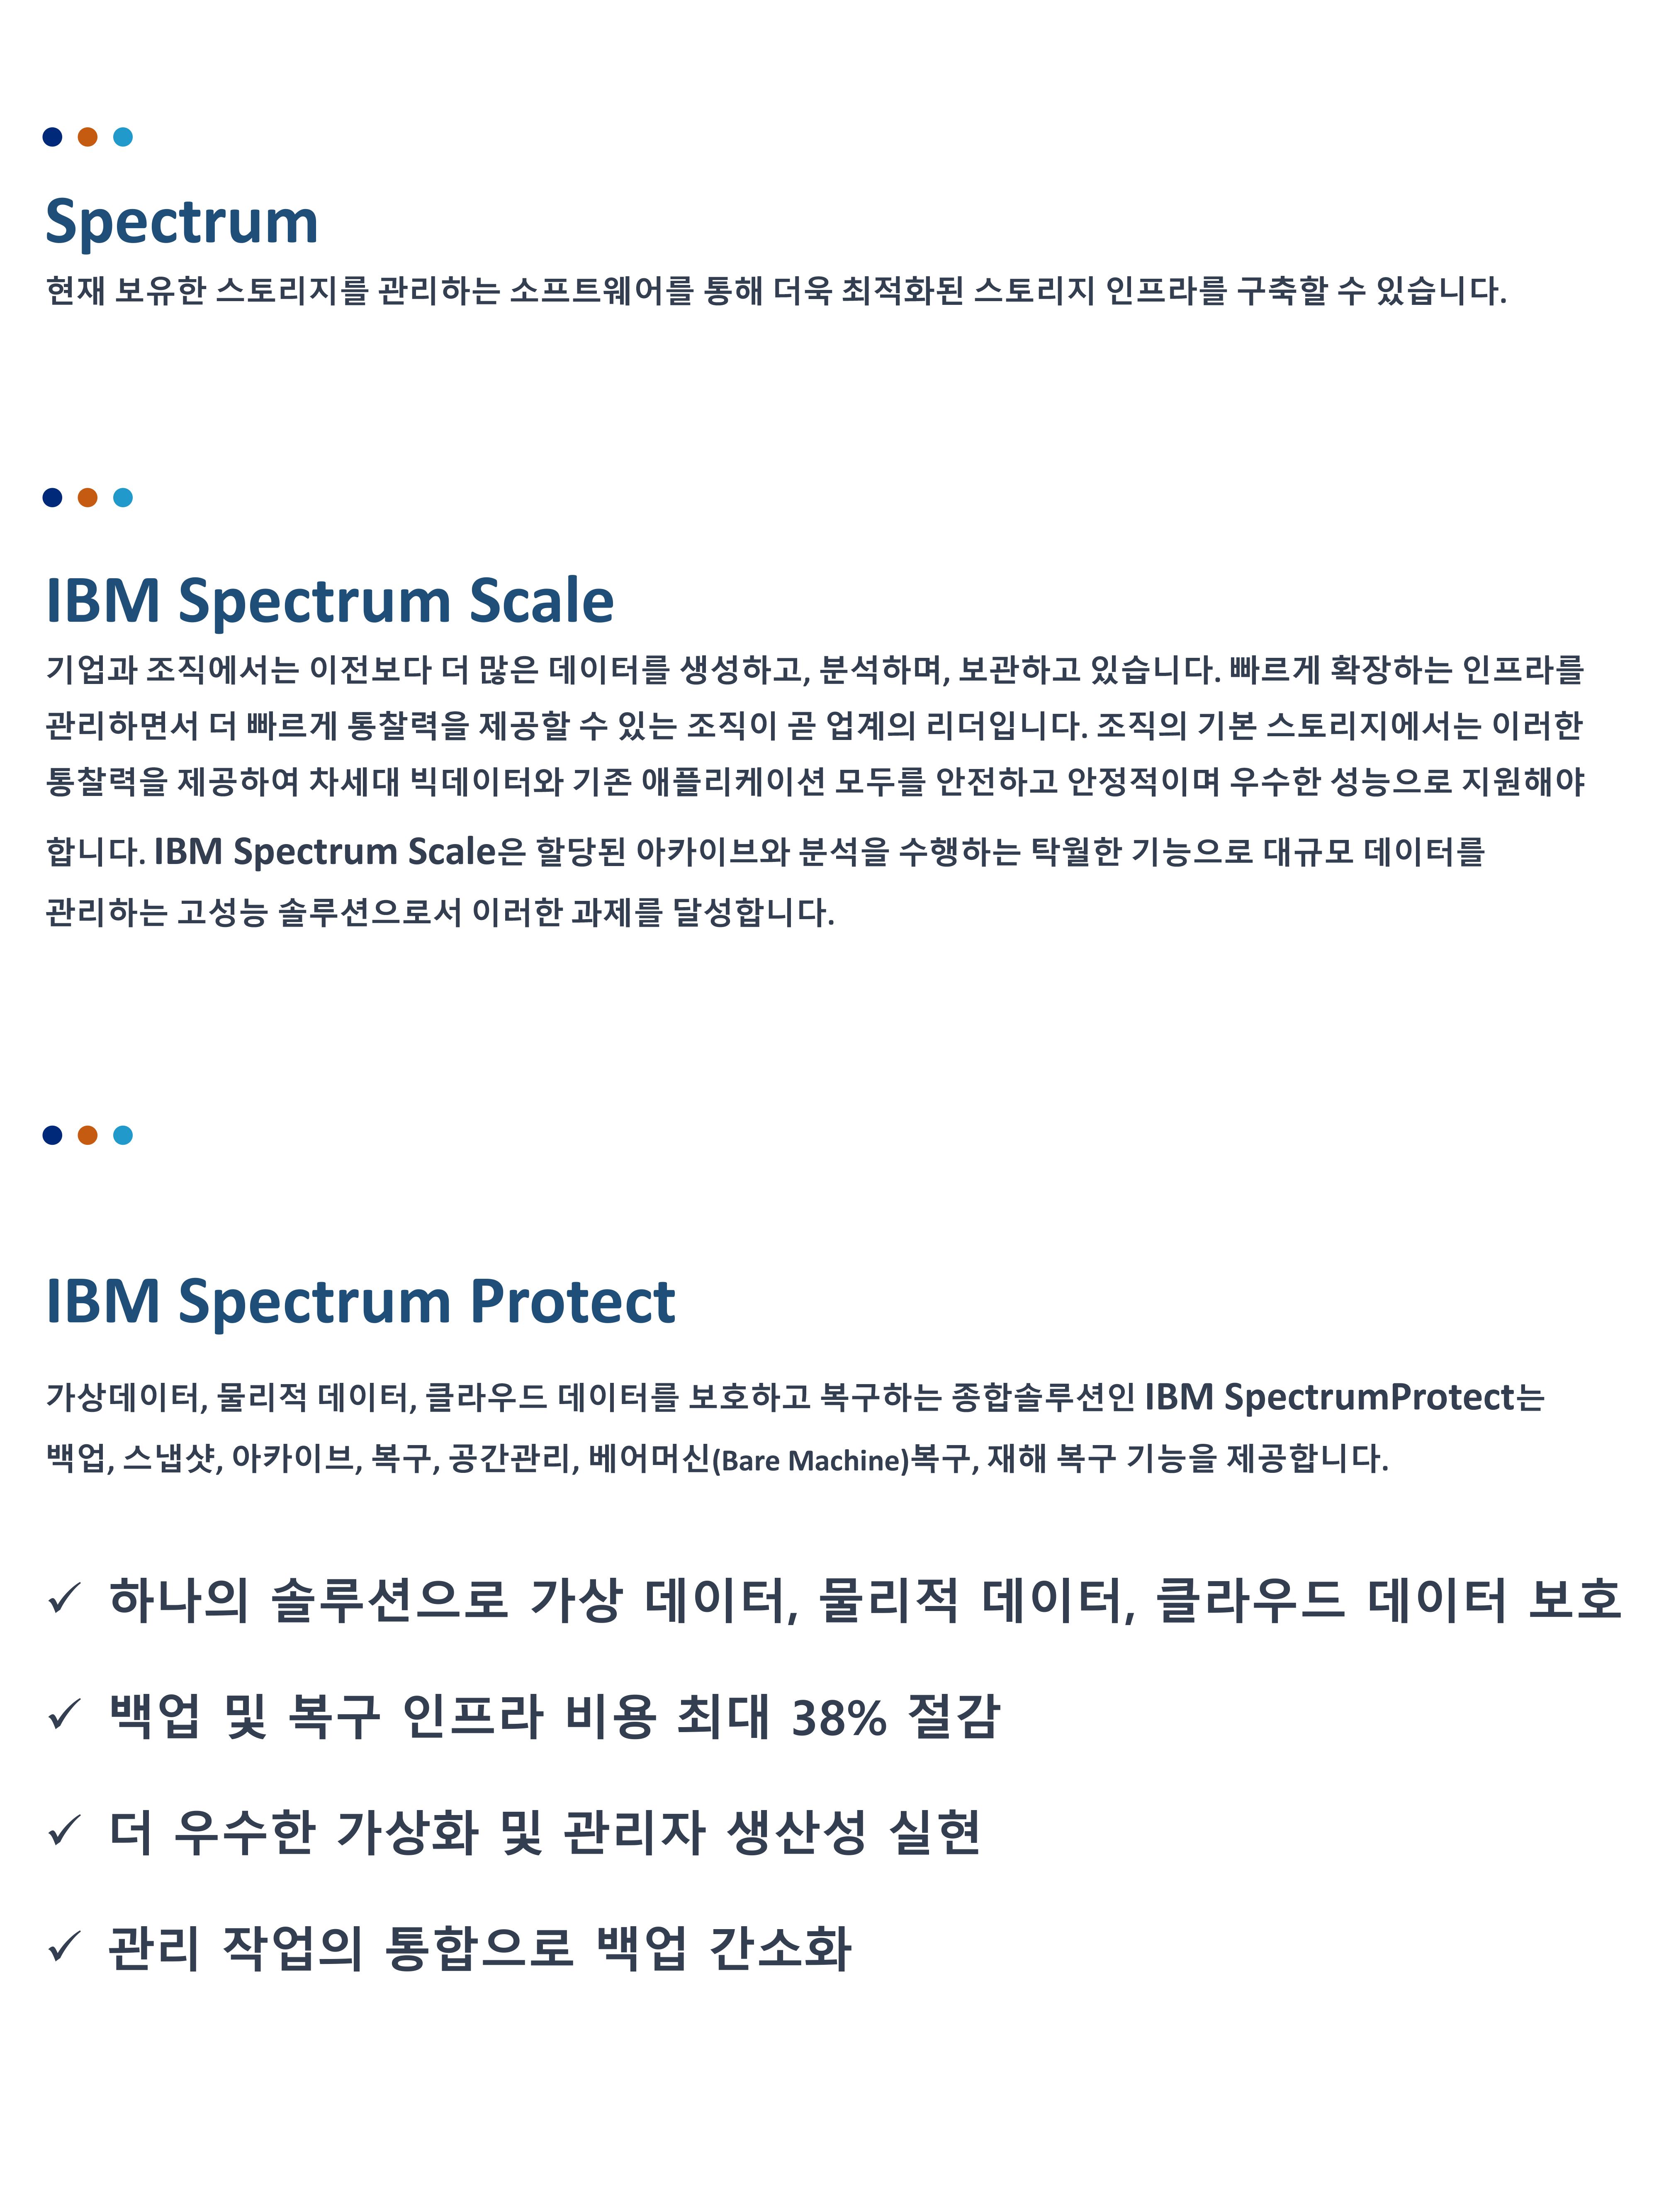 Spectrum
현재 보유한 스토리지를 관리하는 소프트웨어를 통해 더욱 최적화된 스토리지 인프라를 구축할 수 있습니다.
IBM Spectrum Scale
기업과 조직에서는 이전보다 더 많은 데이터를 생성하고, 분석하며, 보관하고 있습니다. 빠르게 확장하는 인프라를
관리하면서 더 빠르게 통찰력을 제공할 수 있는 조직이 곧 업계의 리더입니다. 조직의 기본 스토리지에서는 이러한
통찰력을 제공하여 차세대 빅데이터와 기존 애플리케이션 모두를 안전하고 안정적이며 우수한 성능으로 지원해야
합니다. IBM Spectrum Scale은 할당된 아카이브와 분석을 수행하는 탁월한 기능으로 대규모 데이터를
관리하는 고성능 솔루션으로서 이러한 과제를 달성합니다.
IBM Spectrum Protect
가상데이터, 물리적 데이터, 클라우드 데이터를 보호하고 복구하는 종합솔루션인 IBM SpectrumProtect는
백업, 스냅샷, 아카이브, 복구, 공간관리, 베어머신(Bare Machine)복구, 재해 복구 기능을 제공합니다.
✓ 하나의 솔루션으로 가상 데이터, 물리적 데이터, 클라우드 데이터 보호
✓ 백업 및 복구 인프라 비용 최대 38% 절감
✓ 더 우수한 가상화 및 관리자 생산성 실현
✓ 관리 작업의 통합으로 백업 간소화